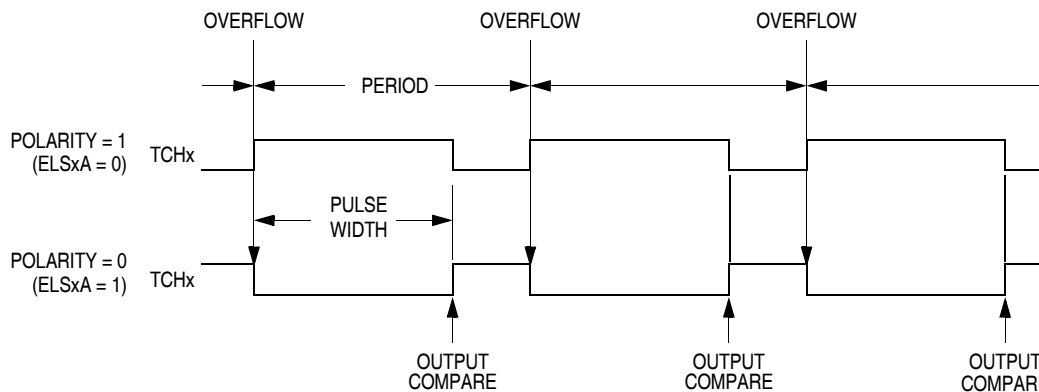 OVERFLOW
OVERFLOW
OVERFLOW
PERIOD
POLARITY = 1
(ELSxA = 0)
TCHx
PULSE
WIDTH
POLARITY = 0
(ELSxA = 1)
TCHx
OUTPUT
COMPARE
OUTPUT
COMPARE
OUTPUT
COMPAR